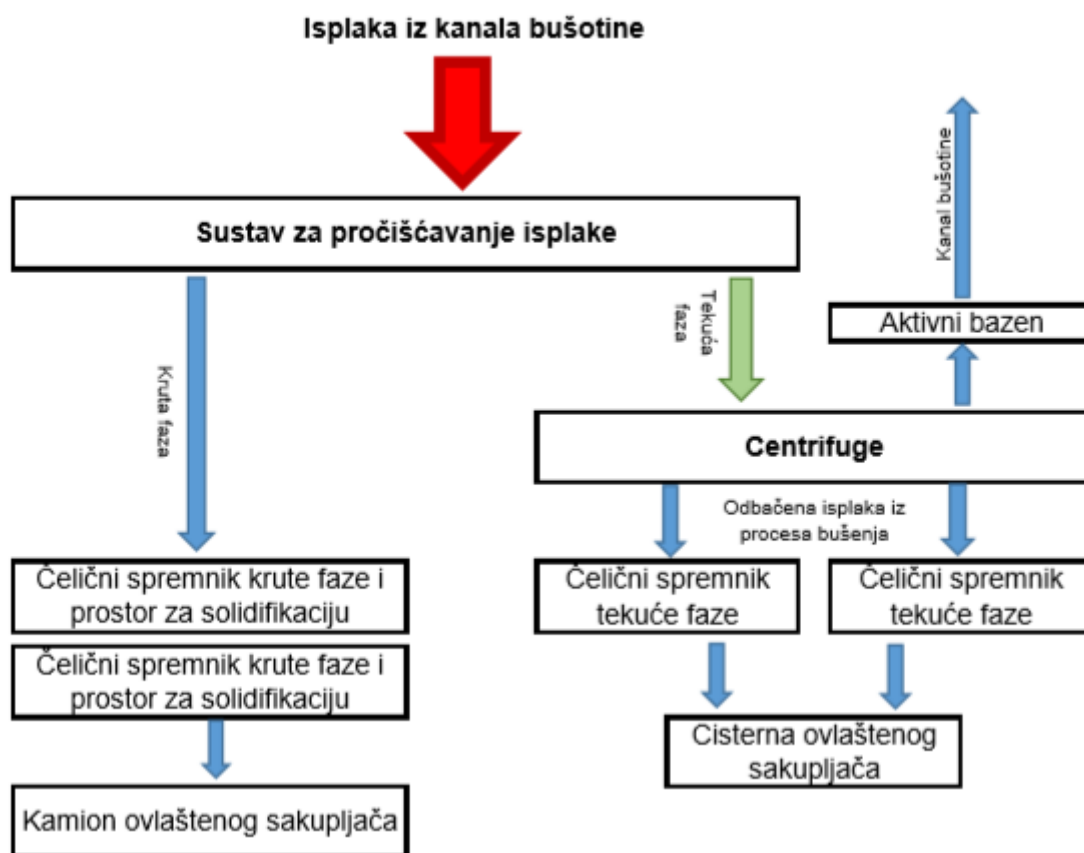 Isplaka iz kanala bušotine
Sustav za pročišćavanje isplake
Kanal bušotine
Tekuća
faza
Aktivni bazen
Kruta faza
Centrifuge
Odbačena isplaka iz
procesa bušenja
Čelični spremnik krute faze i
prostor za solidifikaciju
Čelični spremnik
tekuće faze
Čelični spremnik
tekuće faze
Čelični spremnik krute faze i
prostor za solidifikaciju
Cisterna ovlaštenog
sakupljača
Kamion ovlaštenog sakupljača